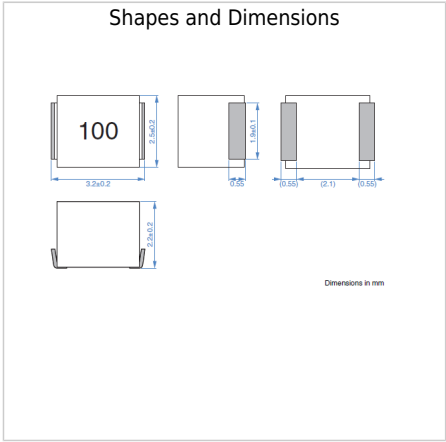 Shapes and Dimensions
100
2.5±0.2
3.2±0.2
1.9±0.1
0.55
(0.55) (2.1) (0.55)
2.2±0.2
Dimensions in mm